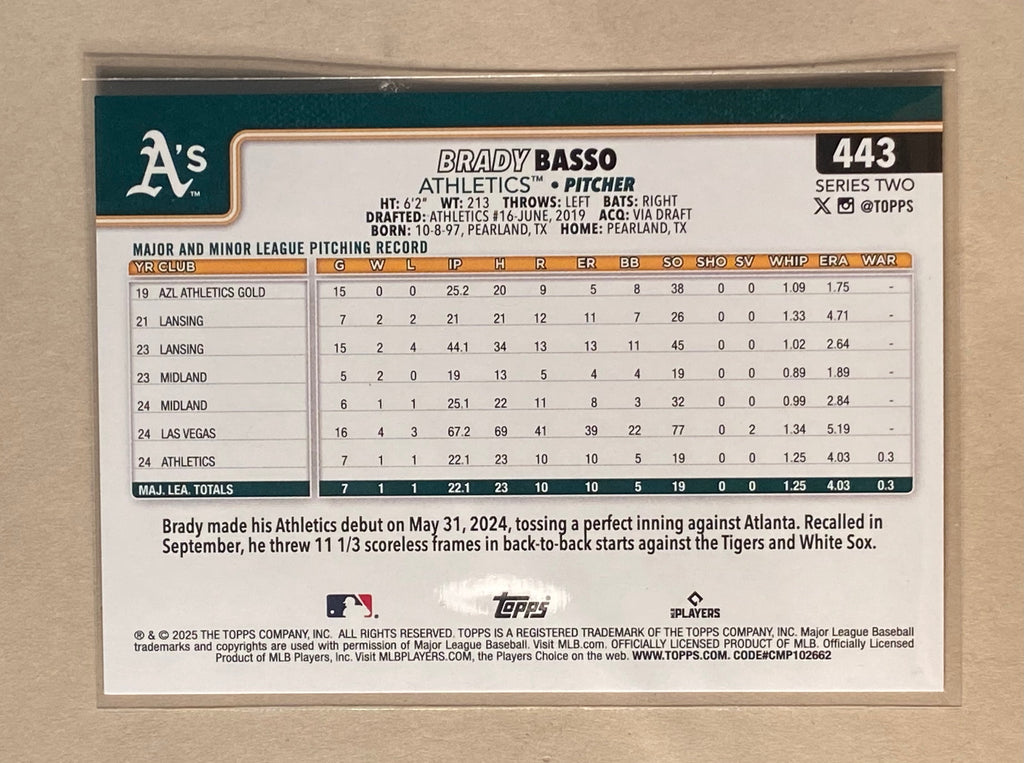 A's™
443
BRADY BASSO
SERIES TWO
ATHLETICS™ • PITCHER
@TOPPS
HT: 6'2" WT: 213 THROWS: LEFT BATS: RIGHT
DRAFTED: ATHLETICS #16-JUNE, 2019 ACQ: VIA DRAFT
BORN: 10-8-97, PEARLAND, TX HOME: PEARLAND, TX
MAJOR AND MINOR LEAGUE PITCHING RECORD
YR CLUB G W L IP H R ER BB SO SHO SV WHIP ERA WAR
19 AZL ATHLETICS GOLD 15 0 0 25.2 20 9 5 8 38 0 0 1.09 1.75 -
21 LANSING 7 2 2 21 21 12 11 7 26 0 0 1.33 4.71 -
23 LANSING 15 2 4 44.1 34 13 13 11 45 0 0 1.02 2.64 -
23 MIDLAND 5 2 0 19 13 5 4 4 19 0 0 0.89 1.89 -
24 MIDLAND 6 1 1 25.1 22 11 8 3 32 0 0 0.99 2.84 -
24 LAS VEGAS 16 4 3 67.2 69 41 39 22 77 0 2 1.34 5.19 -
24 ATHLETICS 7 1 1 22.1 23 10 10 5 19 0 0 1.25 4.03 0.3
MAJ. LEA. TOTALS 7 1 1 22.1 23 10 10 5 19 0 0 1.25 4.03 0.3
Brady made his Athletics debut on May 31, 2024, tossing a perfect inning against Atlanta. Recalled in
September, he threw 11 1/3 scoreless frames in back-to-back starts against the Tigers and White Sox.
Topps
MLB PLAYERS
® & © 2025 THE TOPPS COMPANY, INC. ALL RIGHTS RESERVED. TOPPS IS A REGISTERED TRADEMARK OF THE TOPPS COMPANY, INC. Major League Baseball
trademarks and copyrights are used with permission of Major League Baseball. Visit MLB.com. OFFICIALLY LICENSED PRODUCT OF MLB. Officially Licensed
Product of MLB Players, Inc. Visit MLBPLAYERS.COM, the Players Choice on the web. WWW.TOPPS.COM. CODE#CMP102662